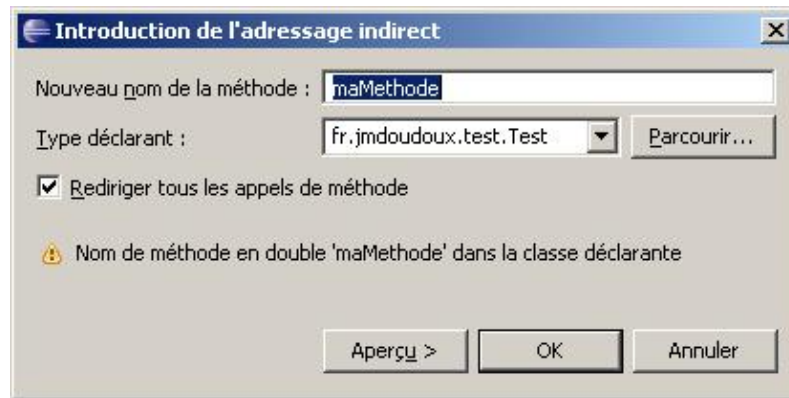 Introduction de l'adressage indirect
Nouveau nom de la méthode : maMethode
Type déclarant : fr.jmdoudoux.test.Test Parcourir...
Rediriger tous les appels de méthode
Nom de méthode en double 'maMethode' dans la classe déclarante
Aperçu > OK Annuler